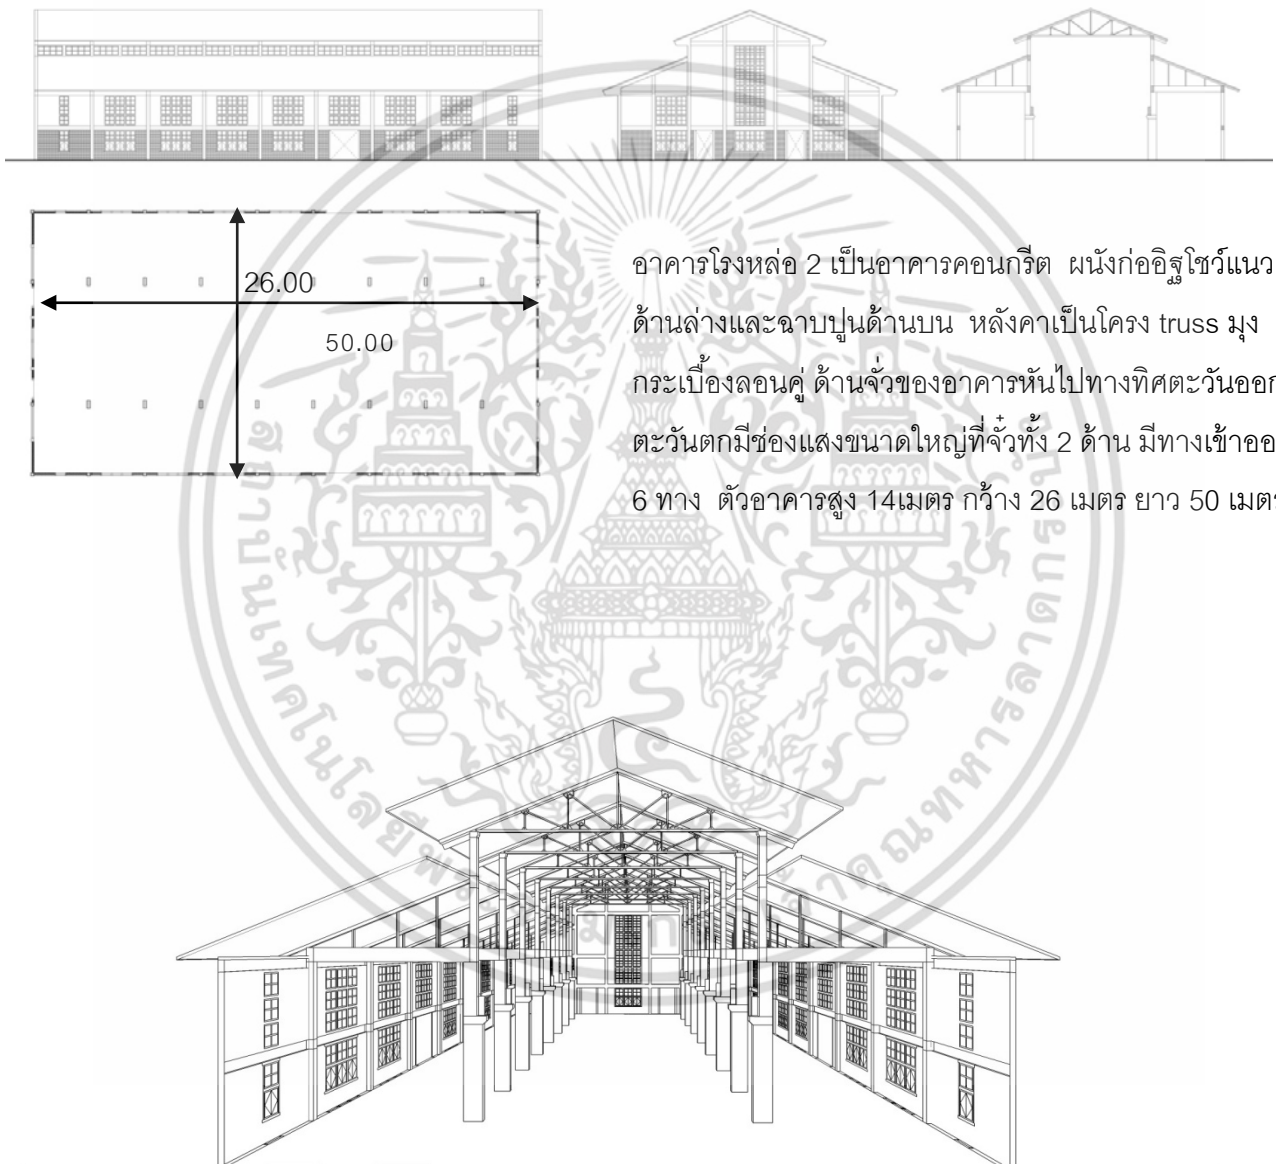 26.00
50.00
อาคารโรงหล่อ 2 เป็นอาคารคอนกรีต ผนังก่ออิฐโชว์แนว
ด้านล่างและฉาบปูนด้านบน หลังคาเป็นโครง truss มุง
กระเบื้องลอนคู่ ด้านจั่วของอาคารหันไปทางทิศตะวันออก
ตะวันตกมีช่องแสงขนาดใหญ่ที่จั่วทั้ง 2 ด้าน มีทางเข้าออ
6 ทาง ตัวอาคารสูง 14เมตร กว้าง 26 เมตร ยาว 50 เมตร